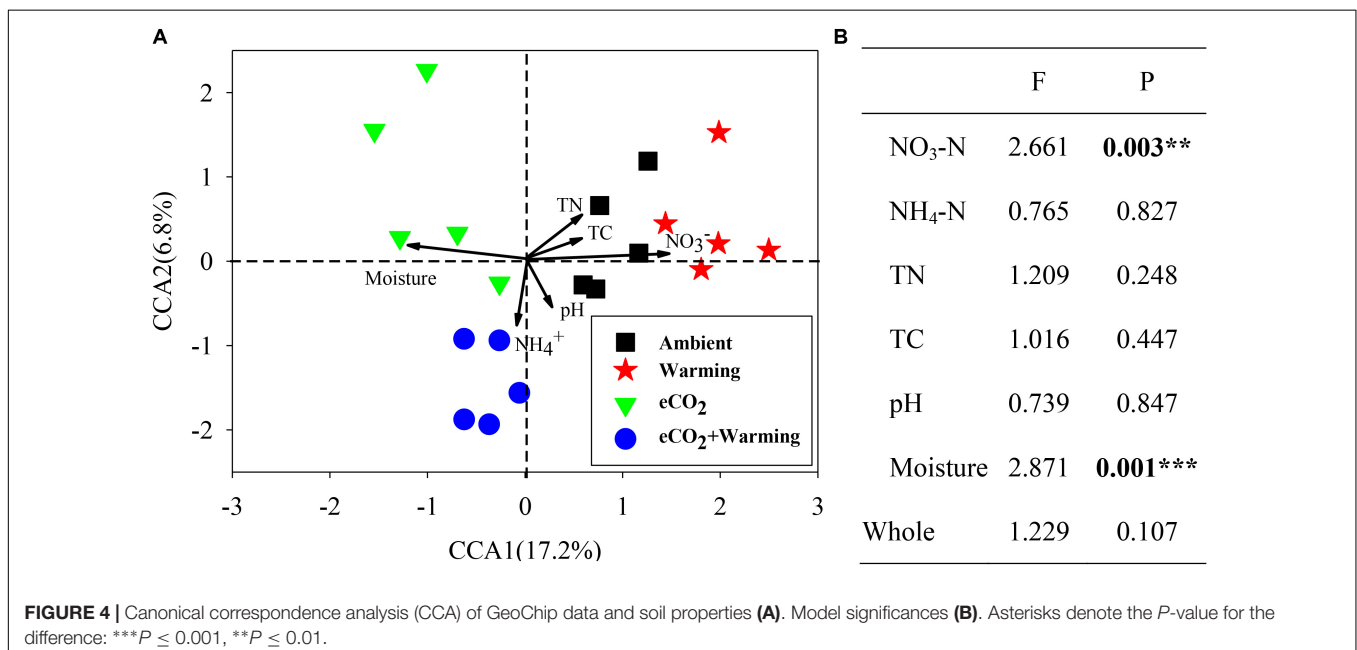 A
CCA2(6.8%)
2
1
0
-1
-2
-3
-2
-1
0
1
2
3
CCA1(17.2%)
TN
TC
NO₃⁻
Moisture
pH
NH₄⁺
Ambient
Warming
eCO₂
eCO₂+Warming
B
F P
NO₃-N 2.661 0.003**
NH₄-N 0.765 0.827
TN 1.209 0.248
TC 1.016 0.447
pH 0.739 0.847
Moisture 2.871 0.001***
Whole 1.229 0.107
FIGURE 4 | Canonical correspondence analysis (CCA) of GeoChip data and soil properties (A). Model significances (B). Asterisks denote the P-value for the
difference: ***P ≤ 0.001, **P ≤ 0.01.